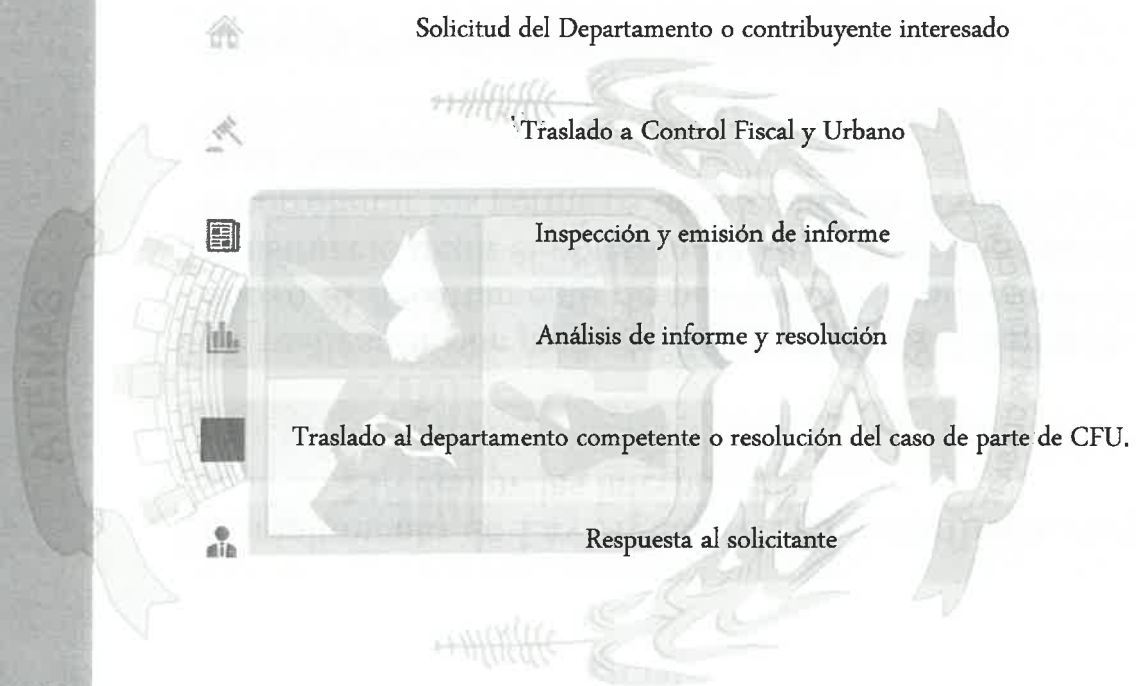 Solicitud del Departamento o contribuyente interesado
Traslado a Control Fiscal y Urbano
Inspección y emisión de informe
Análisis de informe y resolución
Traslado al departamento competente o resolución del caso de parte de CFU.
Respuesta al solicitante
ATENAS